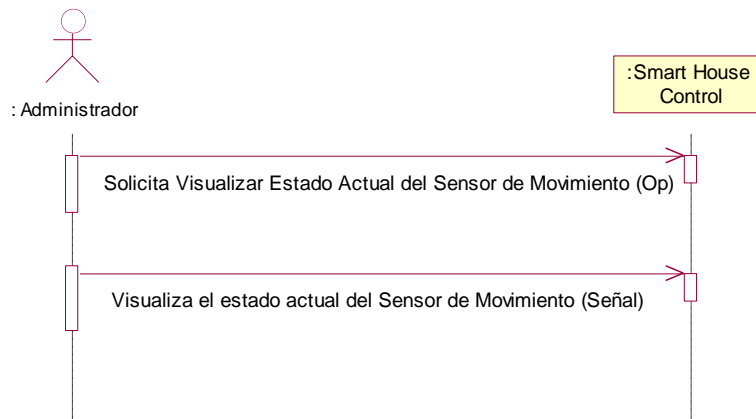 :Smart House
Control
: Administrador
Solicita Visualizar Estado Actual del Sensor de Movimiento (Op)
Visualiza el estado actual del Sensor de Movimiento (Señal)